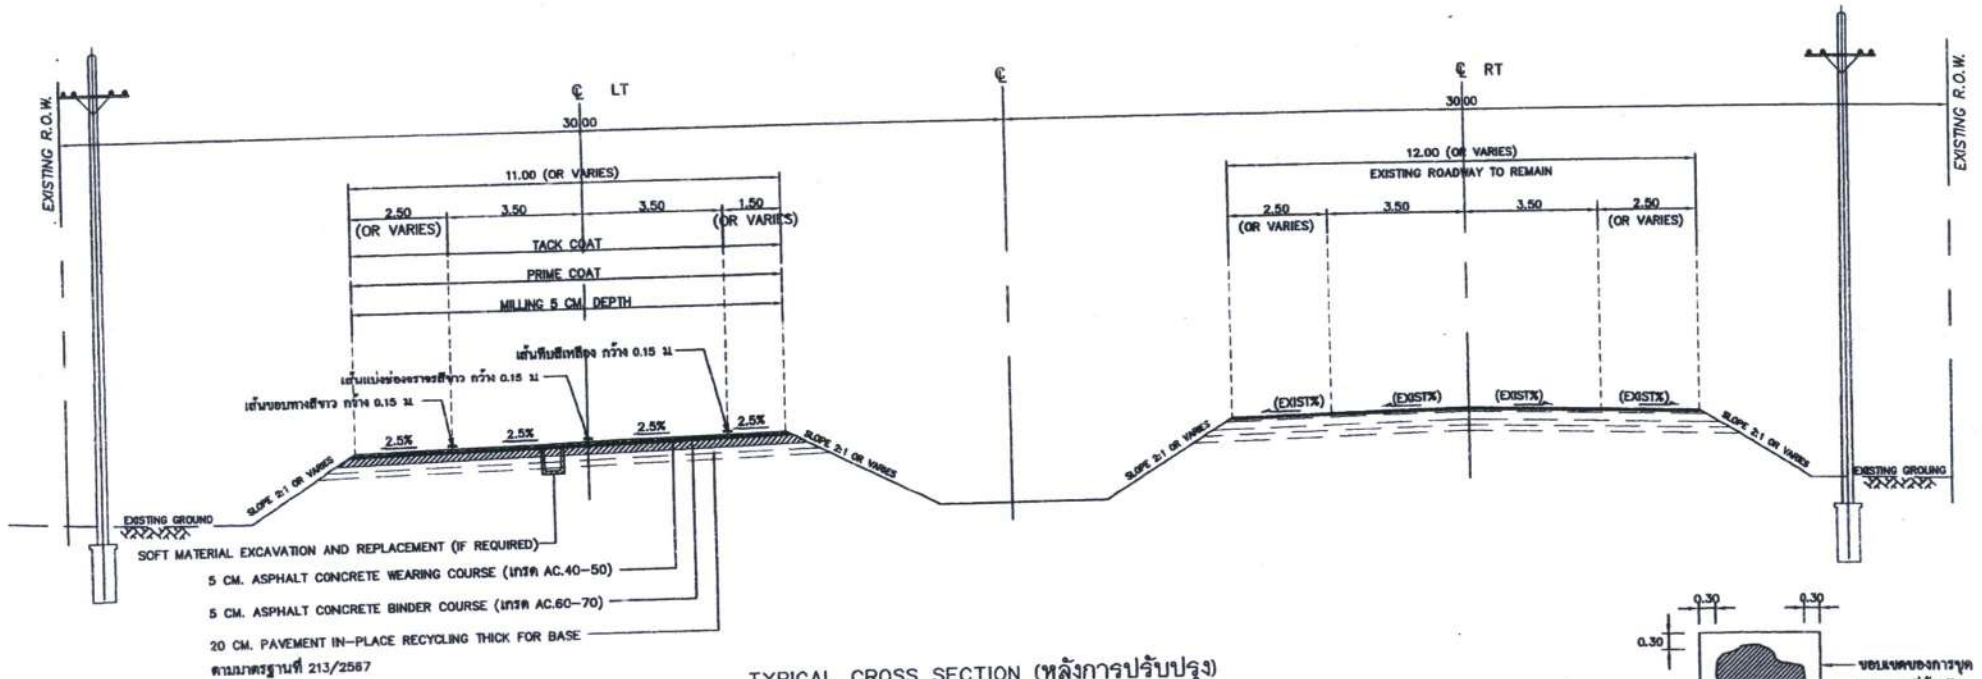 EXISTING R.O.W.
℄ LT
30.00
℄
℄ RT
30.00
EXISTING R.O.W.
11.00 (OR VARIES)
2.50
(OR VARIES)
3.50
3.50
1.50
(OR VARIES)
TACK COAT
PRIME COAT
MILLING 5 CM. DEPTH
12.00 (OR VARIES)
EXISTING ROADWAY TO REMAIN
2.50
(OR VARIES)
3.50
3.50
2.50
(OR VARIES)
เส้นทึบสีเหลือง กว้าง 0.15 ม.
เส้นแบ่งช่องจราจรสีขาว กว้าง 0.15 ม.
เส้นขอบทางสีขาว กว้าง 0.15 ม.
2.5%
2.5%
2.5%
2.5%
(EXIST%)
(EXIST%)
(EXIST%)
(EXIST%)
SLOPE 2:1 OR VARIES
SLOPE 2:1 OR VARIES
SLOPE 2:1 OR VARIES
SLOPE 2:1 OR VARIES
EXISTING GROUND
EXISTING GROUND
SOFT MATERIAL EXCAVATION AND REPLACEMENT (IF REQUIRED)
5 CM. ASPHALT CONCRETE WEARING COURSE (เกรด AC.40-50)
5 CM. ASPHALT CONCRETE BINDER COURSE (เกรด AC.60-70)
20 CM. PAVEMENT IN-PLACE RECYCLING THICK FOR BASE
ตามมาตรฐานที่ 213/2567
TYPICAL CROSS SECTION (หลังการปรับปรุง)
0.30
0.30
0.30
ขอบเขตของการขุด